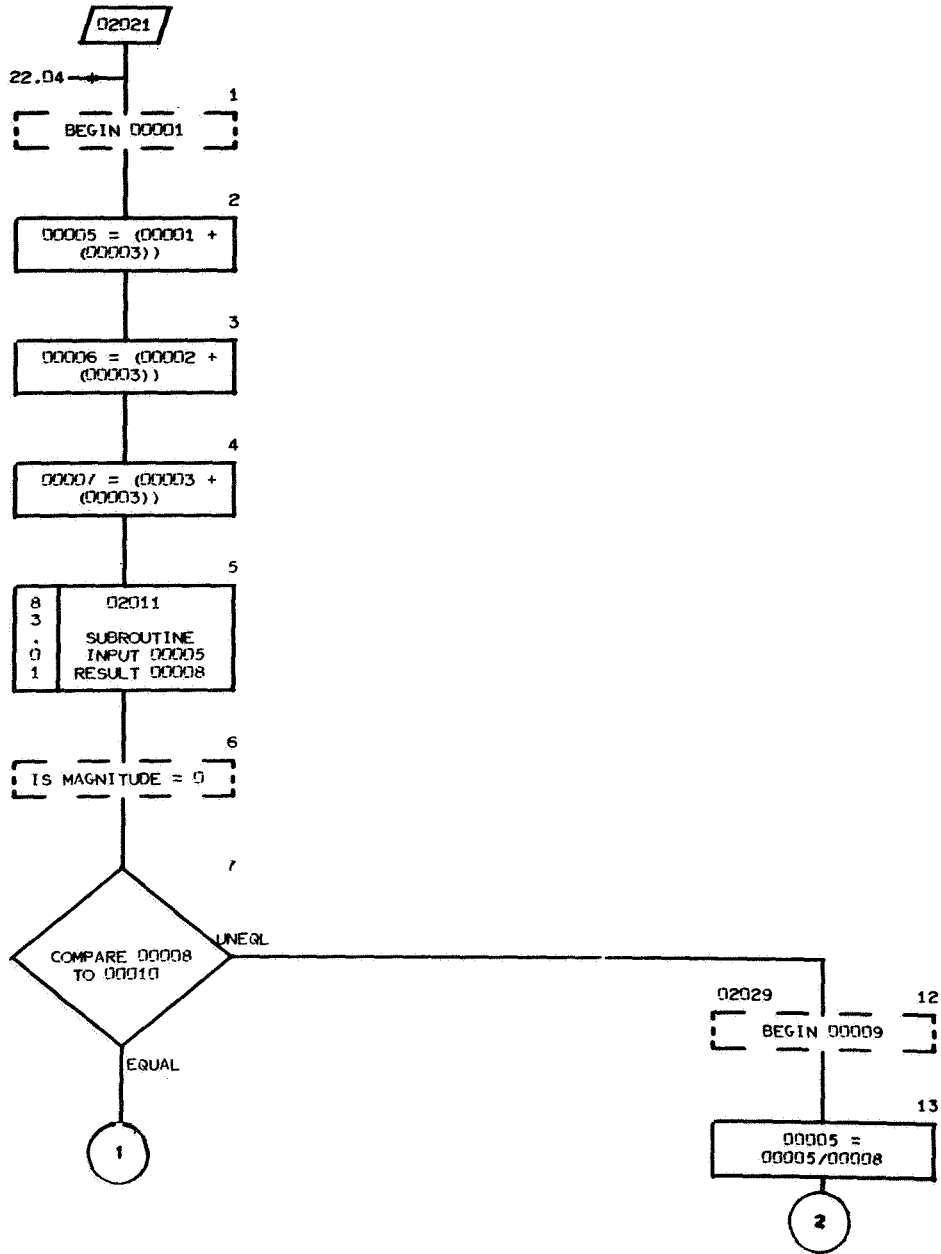 02021
22.04
1
BEGIN 00001
2
00005 = (00001 +
(00003))
3
00006 = (00002 +
(00003))
4
00007 = (00003 +
(00003))
5
8
3
.
0
1
02011
SUBROUTINE
INPUT 00005
RESULT 00008
6
IS MAGNITUDE = 0
7
COMPARE 00008
TO 00010
UNEQL
EQUAL
1
02029
12
BEGIN 00009
13
00005 =
00005/00008
2